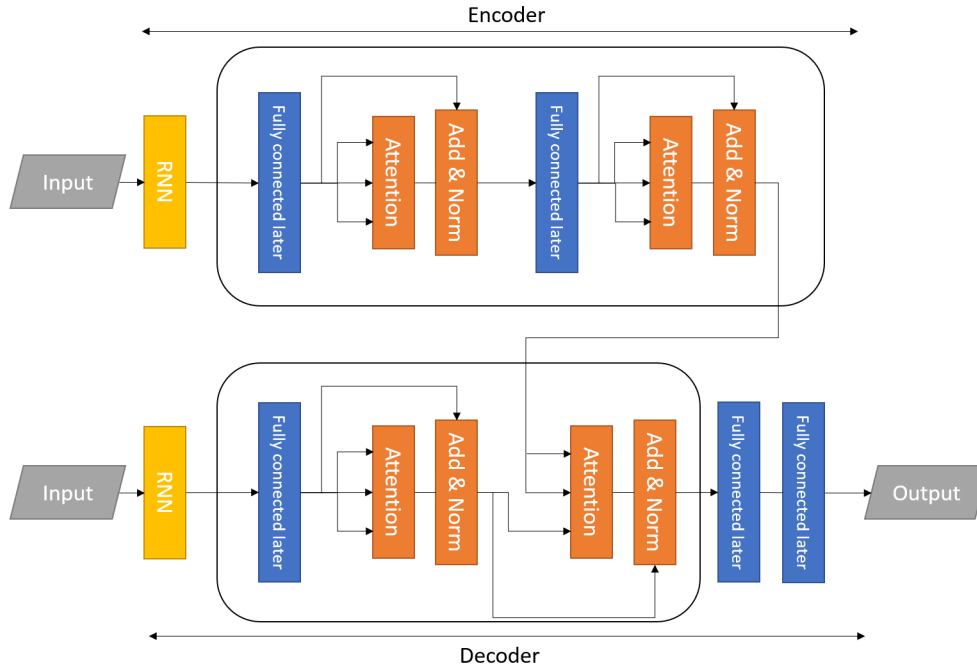 Encoder
Input
RNN
Fully connected later
Attention
Add & Norm
Fully connected later
Attention
Add & Norm
Input
RNN
Fully connected later
Attention
Add & Norm
Attention
Add & Norm
Fully connected later
Fully connected later
Output
Decoder